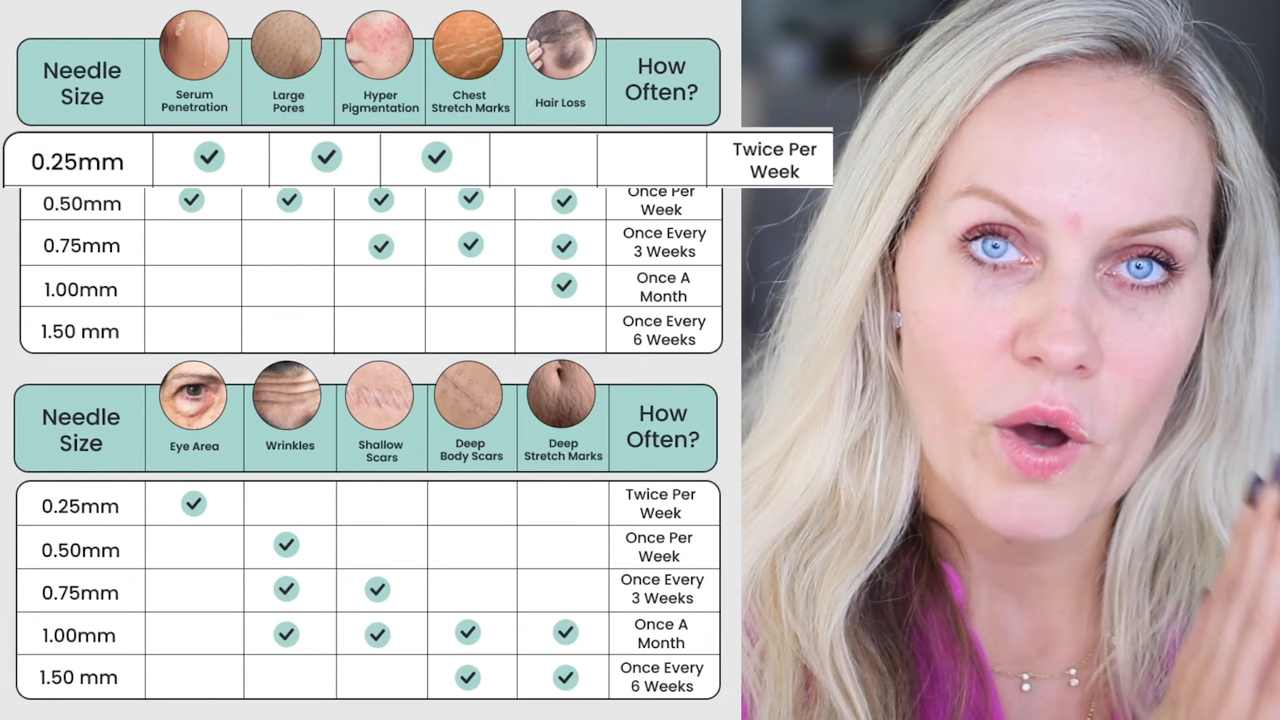 Needle
Size
Serum
Penetration
Large
Pores
Hyper
Pigmentation
Chest
Stretch Marks
Hair Loss
How
Often?
0.25mm
Twice Per
Week
0.50mm
Once Per
Week
0.75mm
Once Every
3 Weeks
1.00mm
Once A
Month
1.50 mm
Once Every
6 Weeks
Needle
Size
Eye Area
Wrinkles
Shallow
Scars
Deep
Body Scars
Deep
Stretch Marks
How
Often?
0.25mm
Twice Per
Week
0.50mm
Once Per
Week
0.75mm
Once Every
3 Weeks
1.00mm
Once A
Month
1.50 mm
Once Every
6 Weeks